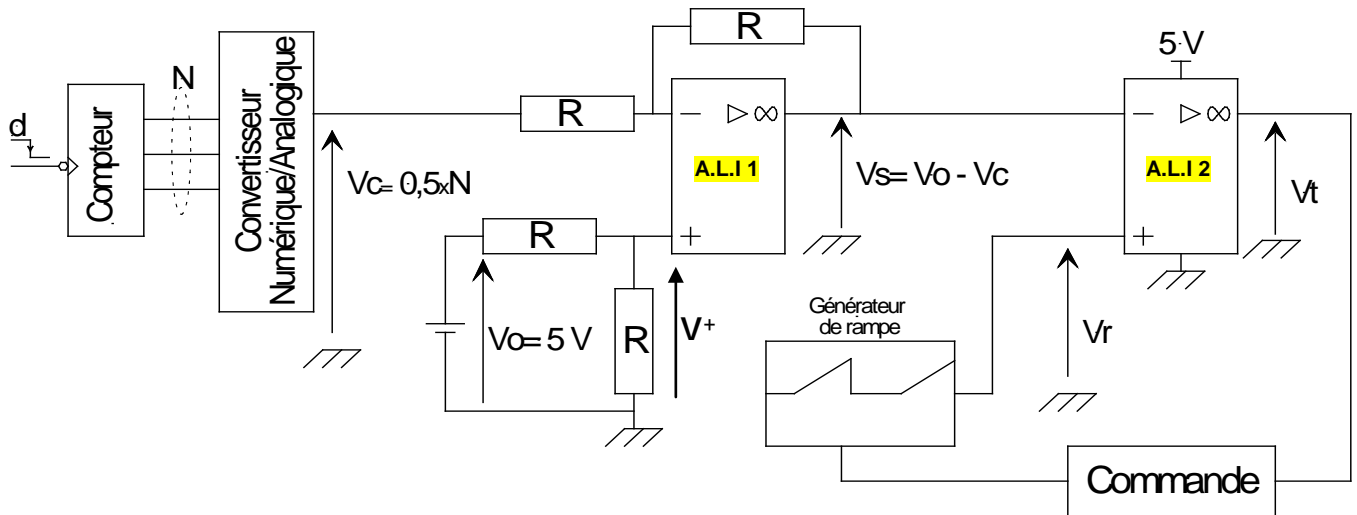 d
Compteur
N
Convertisseur
Numérique/Analogique
Vc= 0,5xN
R
R
− ▷ ∞
A.L.I 1
+
Vs= Vo - Vc
R
Vo= 5 V
R
V+
5 V
− ▷ ∞
A.L.I 2
+
Vt
Générateur
de rampe
Vr
Commande